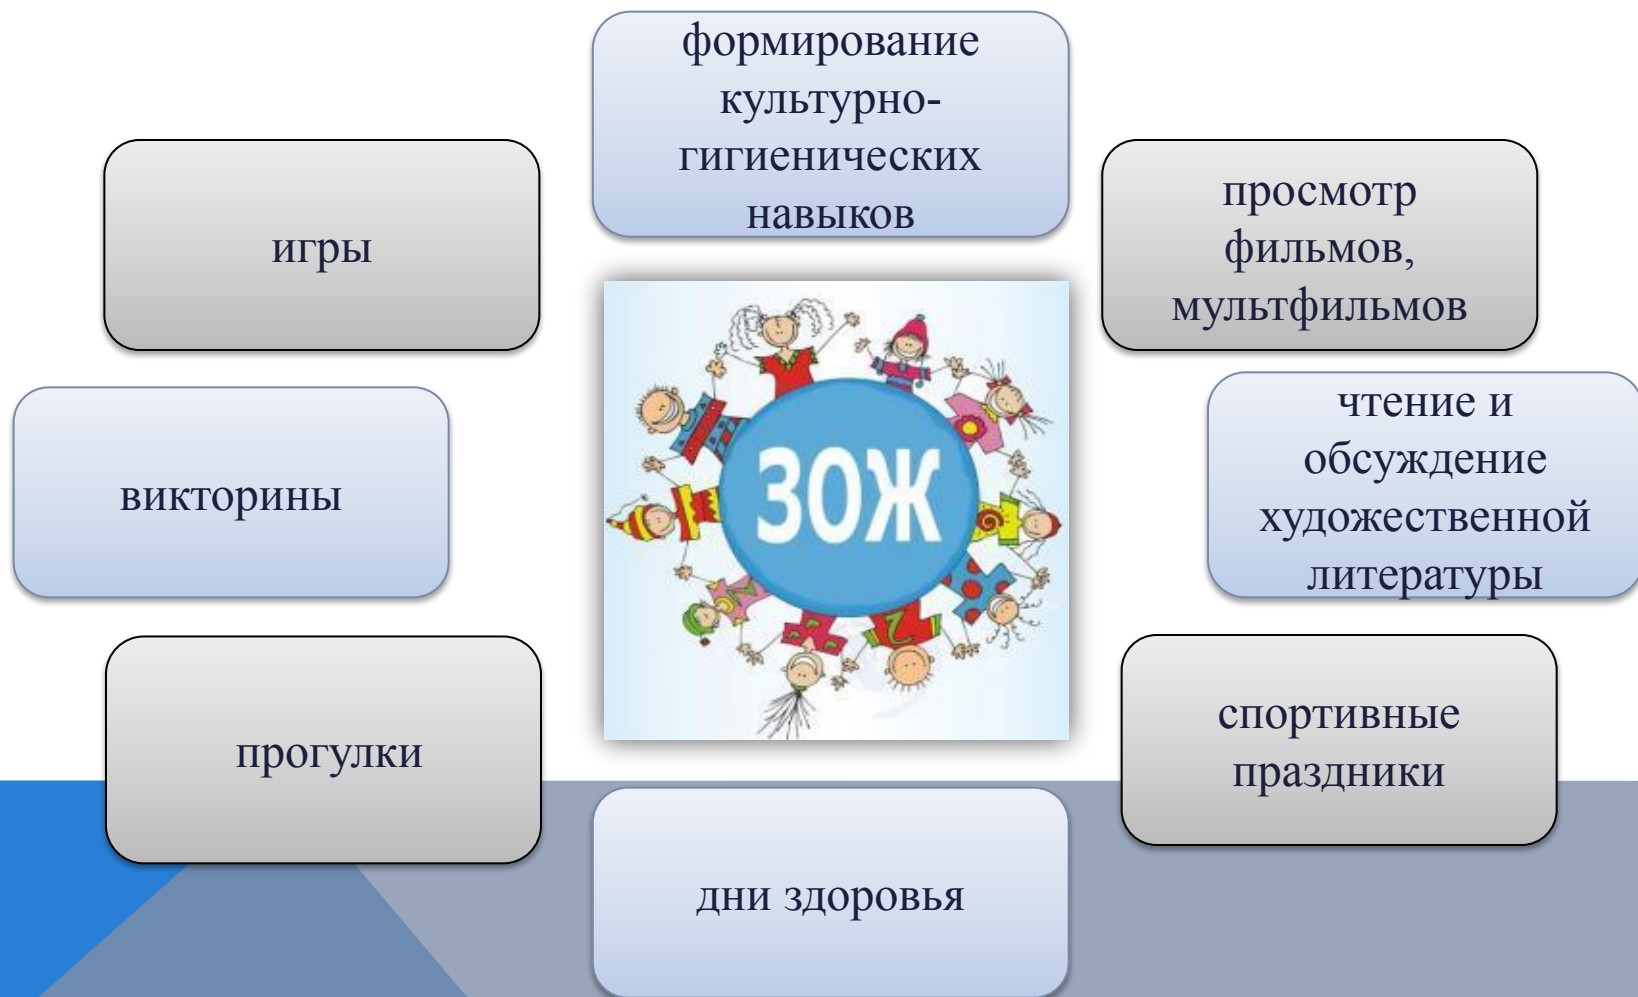 формирование
культурно-
гигиенических
навыков
игры
просмотр
фильмов,
мультфильмов
викторины
ЗОЖ
чтение и
обсуждение
художественной
литературы
прогулки
спортивные
праздники
дни здоровья